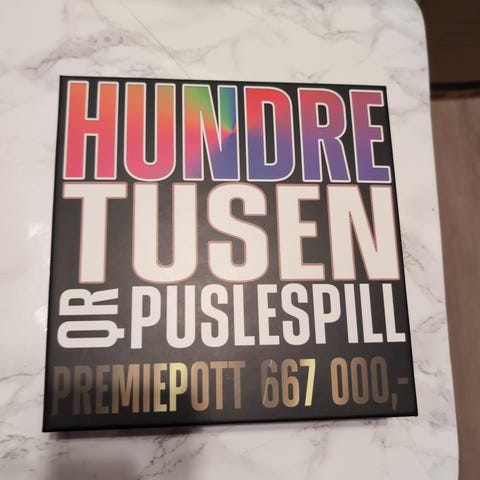 HUNDRE
TUSEN
QR PUSLESPILL
PREMIEPOTT 667 000,-